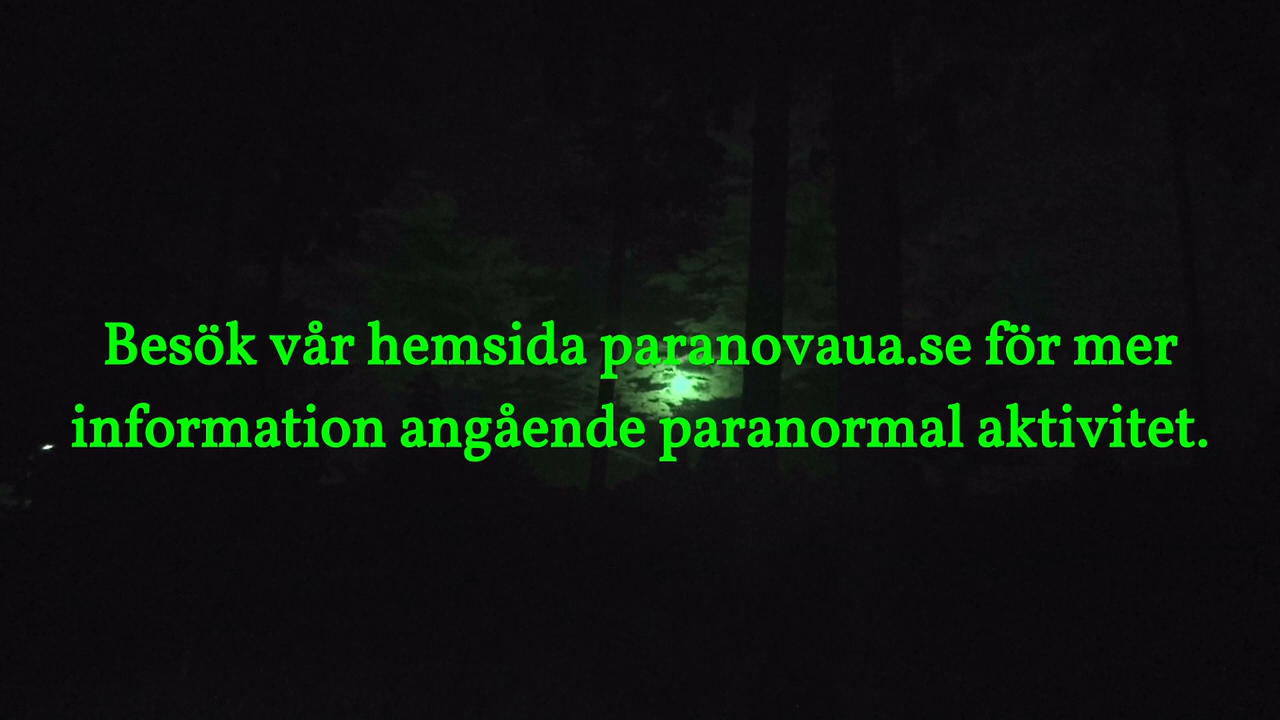 Besök vår hemsida paranovaua.se för mer
information angående paranormal aktivitet.